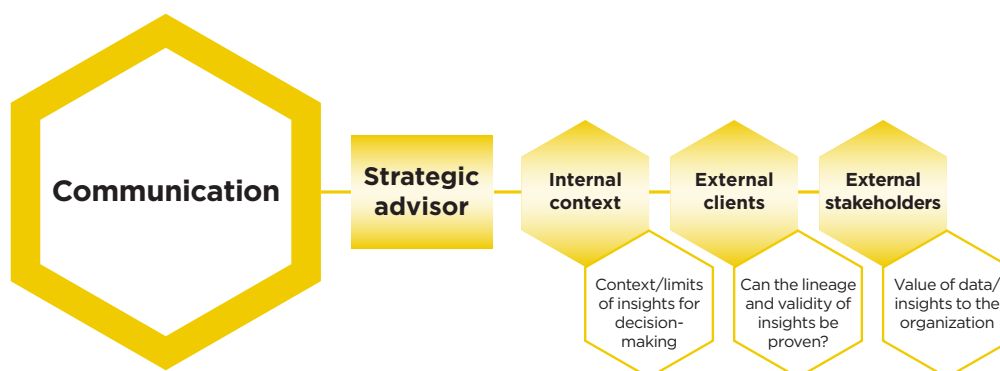 Communication
Strategic
advisor
Internal
context
External
clients
External
stakeholders
Context/limits
of insights for
decision-
making
Can the lineage
and validity of
insights be
proven?
Value of data/
insights to the
organization